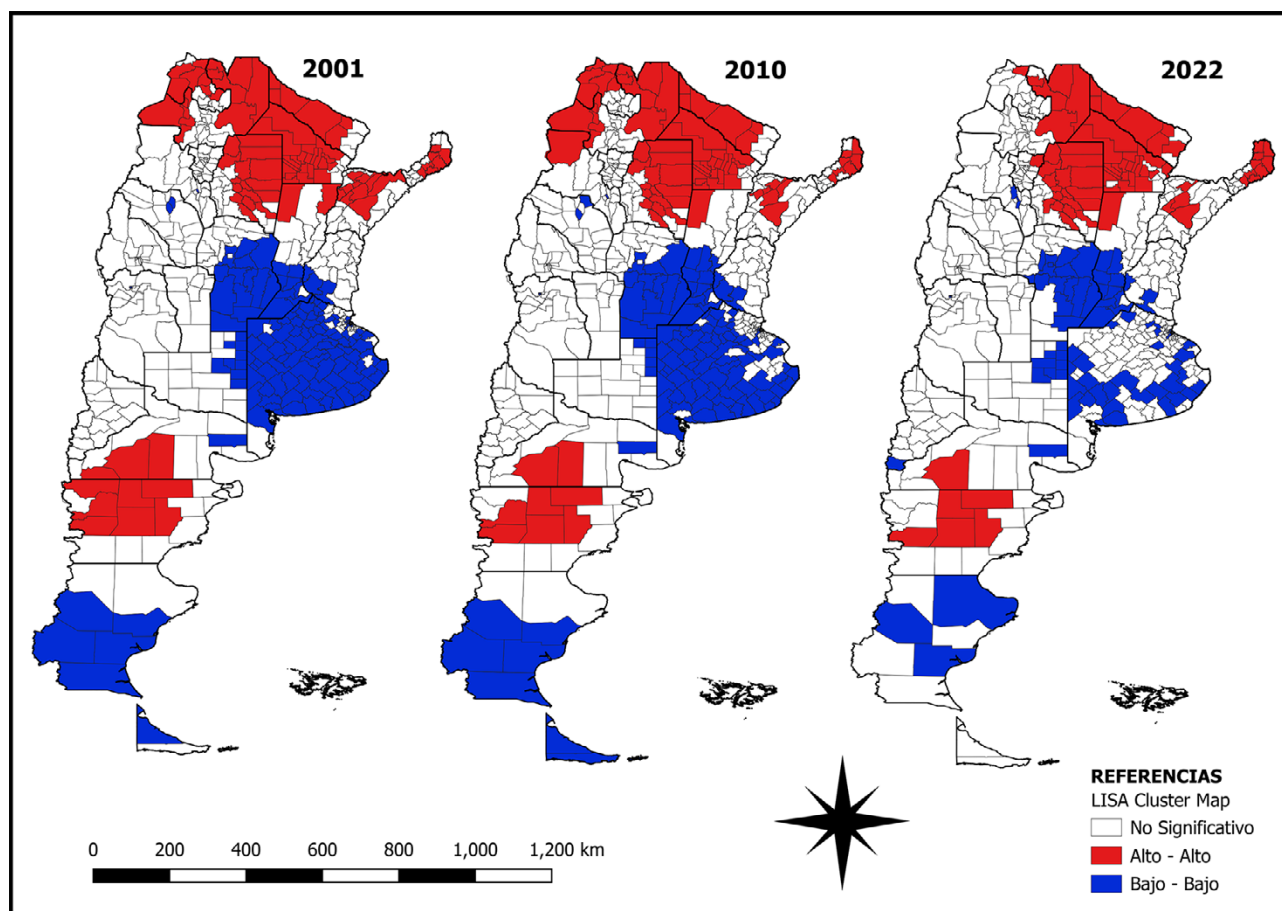 2001
2010
2022
REFERENCIAS
LISA Cluster Map
No Significativo
Alto - Alto
Bajo - Bajo
0 200 400 600 800 1,000 1,200 km